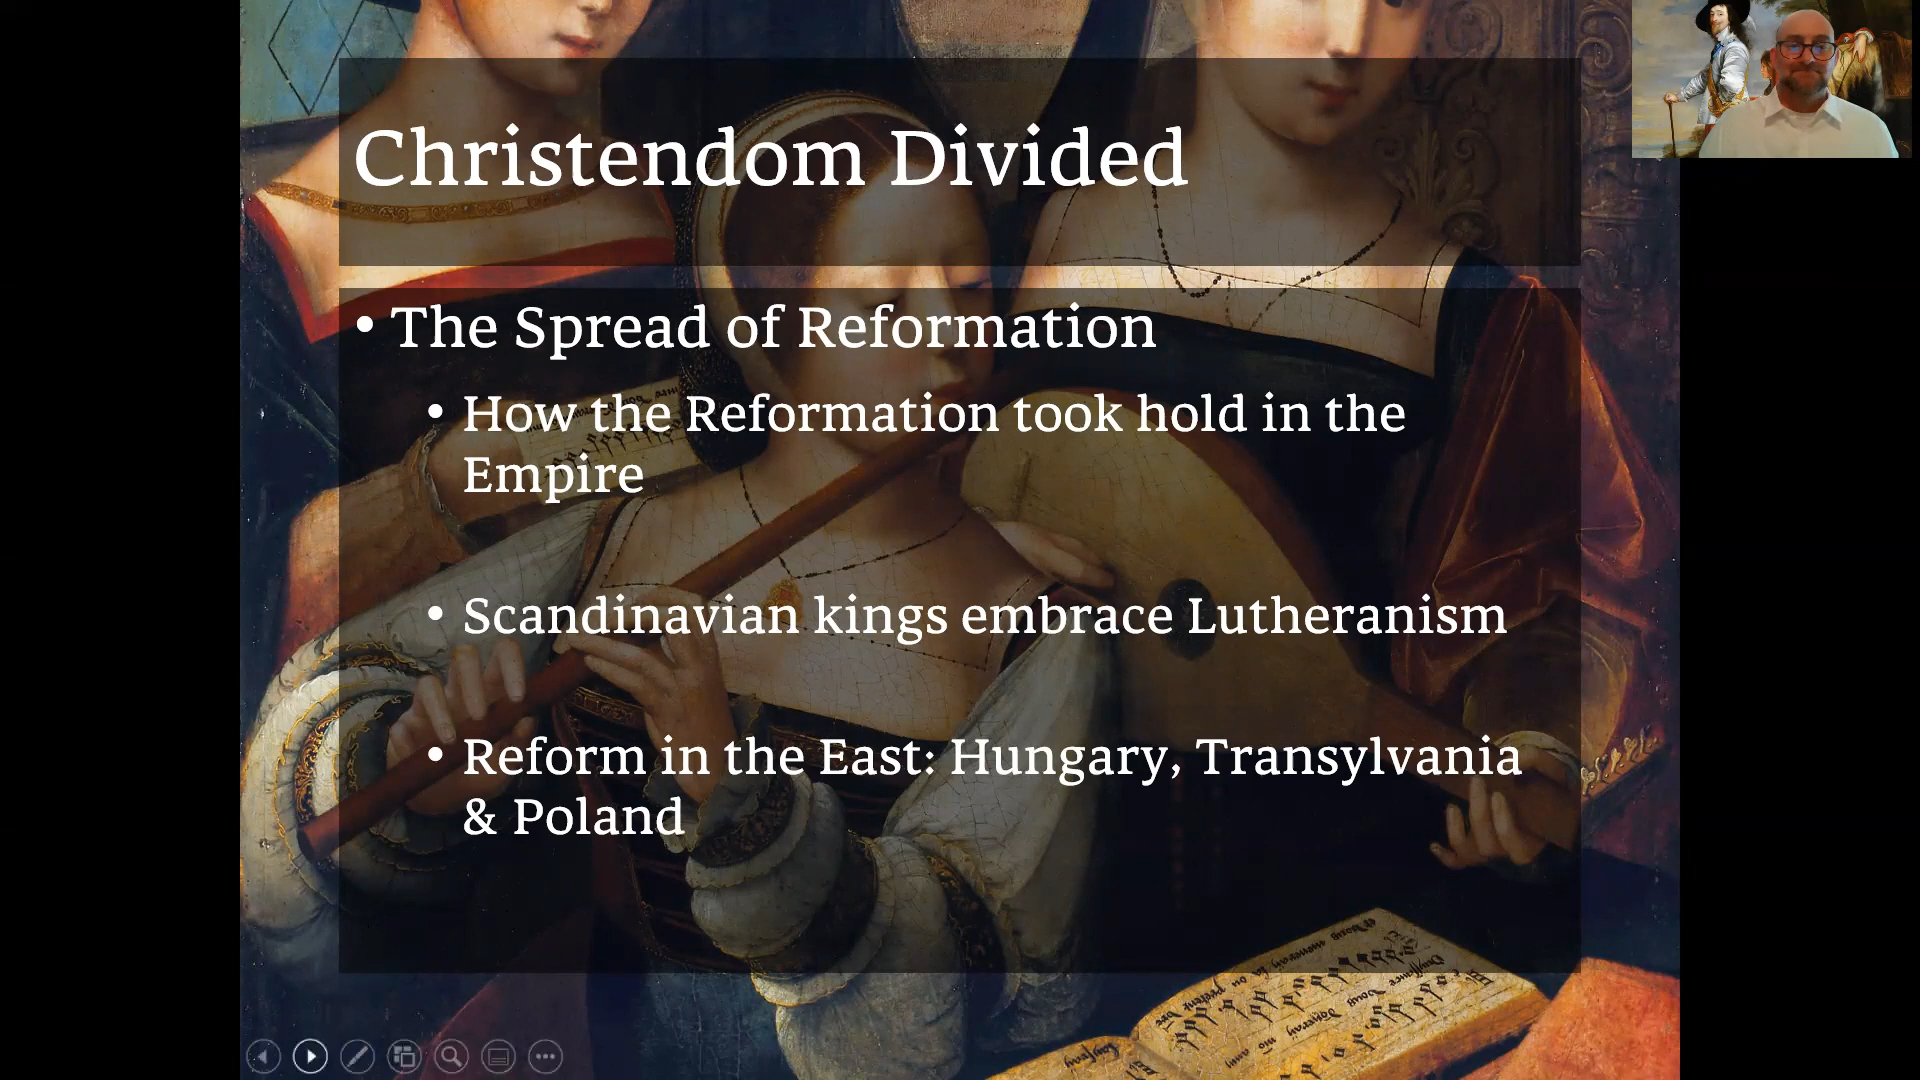 Christendom Divided
• The Spread of Reformation
• How the Reformation took hold in the
Empire
• Scandinavian kings embrace Lutheranism
• Reform in the East: Hungary, Transylvania
& Poland